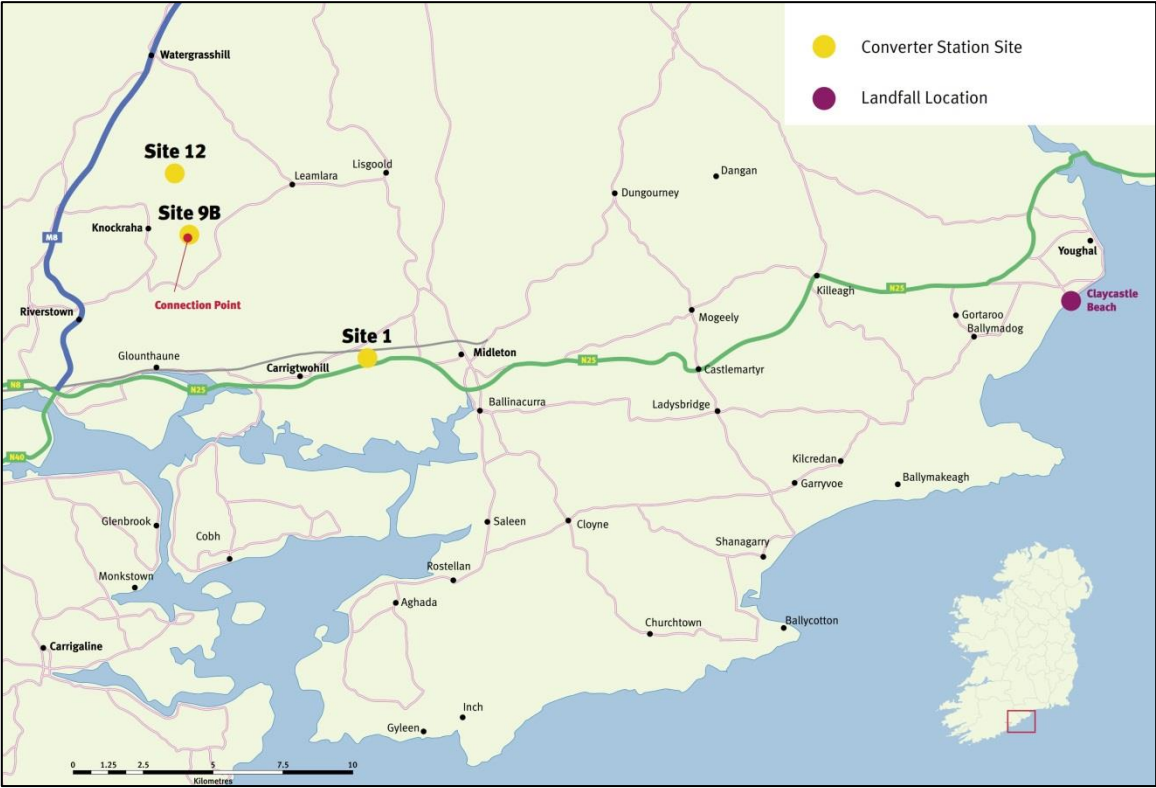 Converter Station Site
Landfall Location
Watergrasshill
Site 12
Leamlara
Lisgoold
Dungourney
Dangan
Site 9B
Knockraha
M8
Connection Point
Youghal
Claycastle
Beach
Killeagh
N25
Gortaroo
Ballymadog
Mogeely
Riverstown
Glounthaune
Site 1
Midleton
Carrigtwohill
N8
N25
N25
Castlemartyr
Ballinacurra
Ladysbridge
N40
Kilcredan
Garryvoe
Ballymakeagh
Glenbrook
Cobh
Saleen
Cloyne
Shanagarry
Monkstown
Rostellan
Aghada
Churchtown
Ballycotton
Carrigaline
Inch
Gyleen
0 1.25 2.5 5 7.5 10
Kilometres